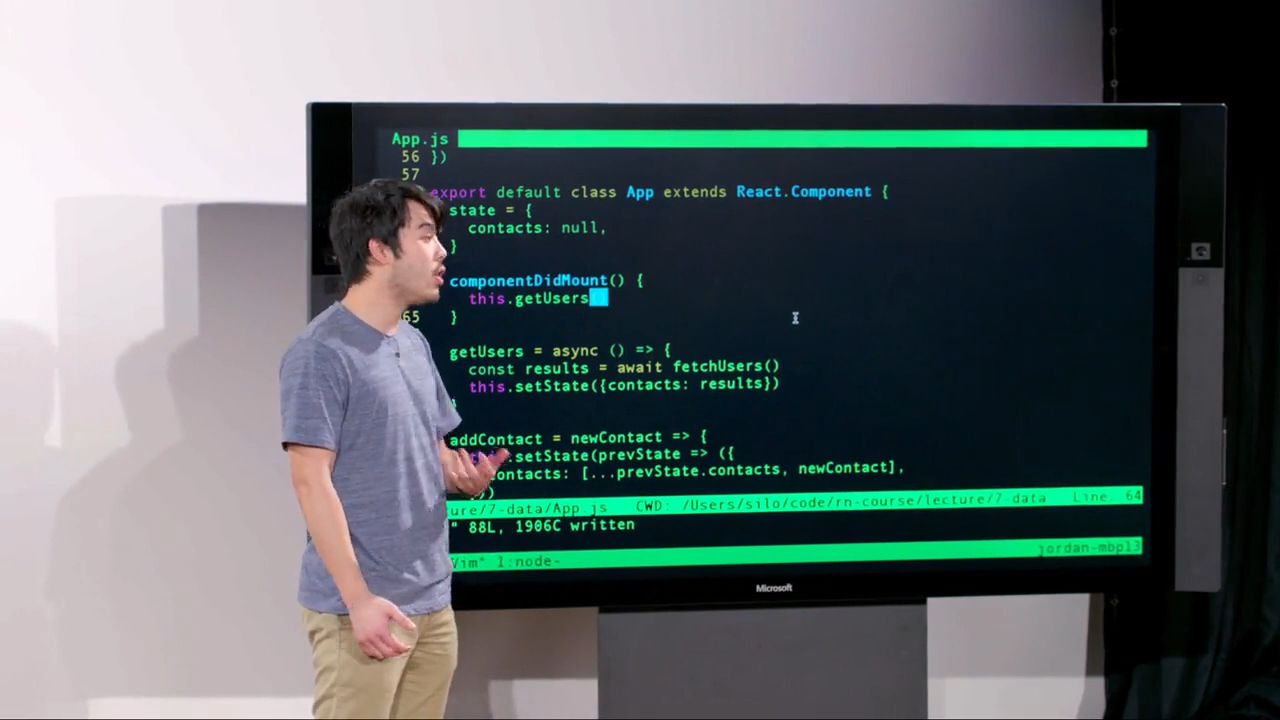 App.js
56 })
57
export default class App extends React.Component {
state = {
contacts: null,
}
componentDidMount() {
this.getUsers
65 }
getUsers = async () => {
const results = await fetchUsers()
this.setState({contacts: results})
}
addContact = newContact => {
.setState(prevState => ({
contacts: [...prevState.contacts, newContact],
))
ure/7-data/App.js CWD: /Users/silo/code/rn-course/lecture/7-data Line: 64
" 88L, 1906C written
Vim* 1:node- jordan-mbp13
Microsoft